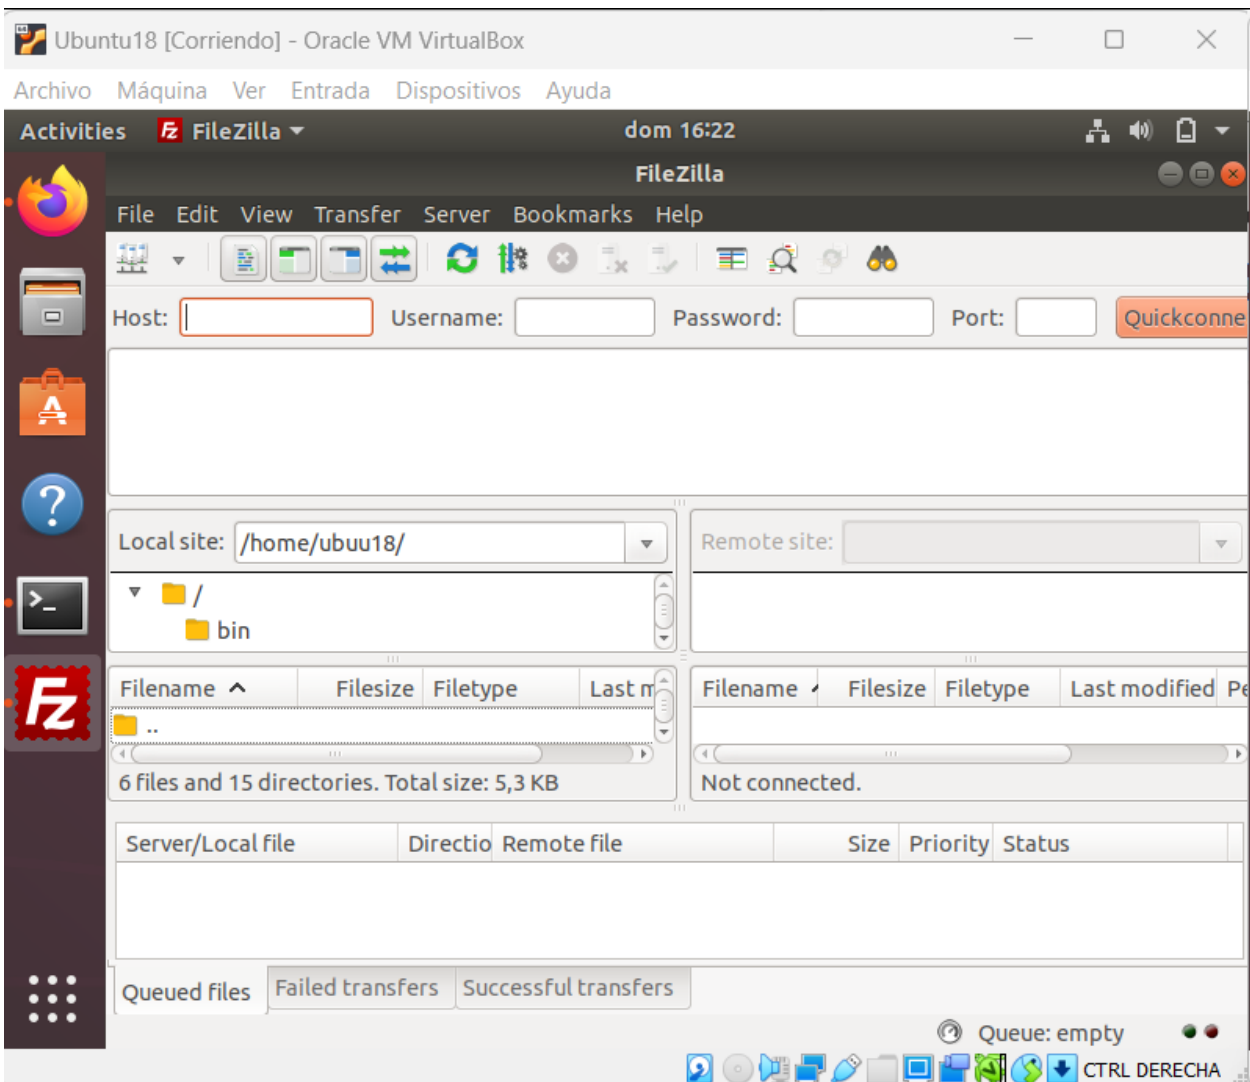 Ubuntu18 [Corriendo] - Oracle VM VirtualBox
Archivo Máquina Ver Entrada Dispositivos Ayuda
Activities FileZilla dom 16:22
FileZilla
File Edit View Transfer Server Bookmarks Help
Host: Username: Password: Port: Quickconne
Local site: /home/ubuu18/ Remote site:
/
bin
Filename Filesize Filetype Last m Filename Filesize Filetype Last modified Pe
..
6 files and 15 directories. Total size: 5,3 KB Not connected.
Server/Local file Directio Remote file Size Priority Status
Queued files Failed transfers Successful transfers
Queue: empty
CTRL DERECHA